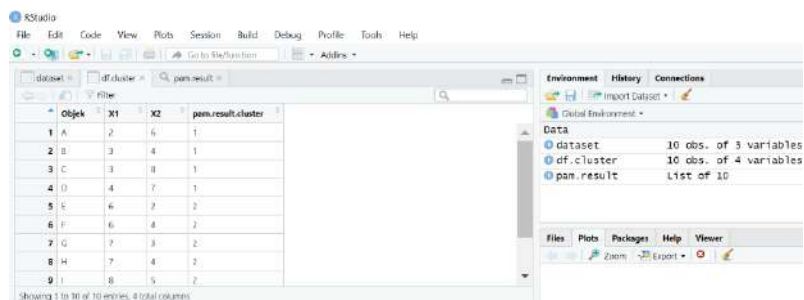 RStudio
File Edit Code View Plots Session Build Debug Profile Tools Help
Go to file/function Addins
dataset df.cluster pam.result
Filter
Objek X1 X2 pam.result.cluster
1 A 2 6 1
2 B 3 4 1
3 C 3 8 1
4 D 4 7 1
5 E 6 2 2
6 F 6 4 2
7 G 7 3 2
8 H 7 4 2
9 I 8 5 2
Showing 1 to 10 of 10 entries, 4 total columns
Environment History Connections
Import Dataset
Global Environment
Data
dataset 10 obs. of 3 variables
df.cluster 10 obs. of 4 variables
pam.result List of 10
Files Plots Packages Help Viewer
Zoom Export